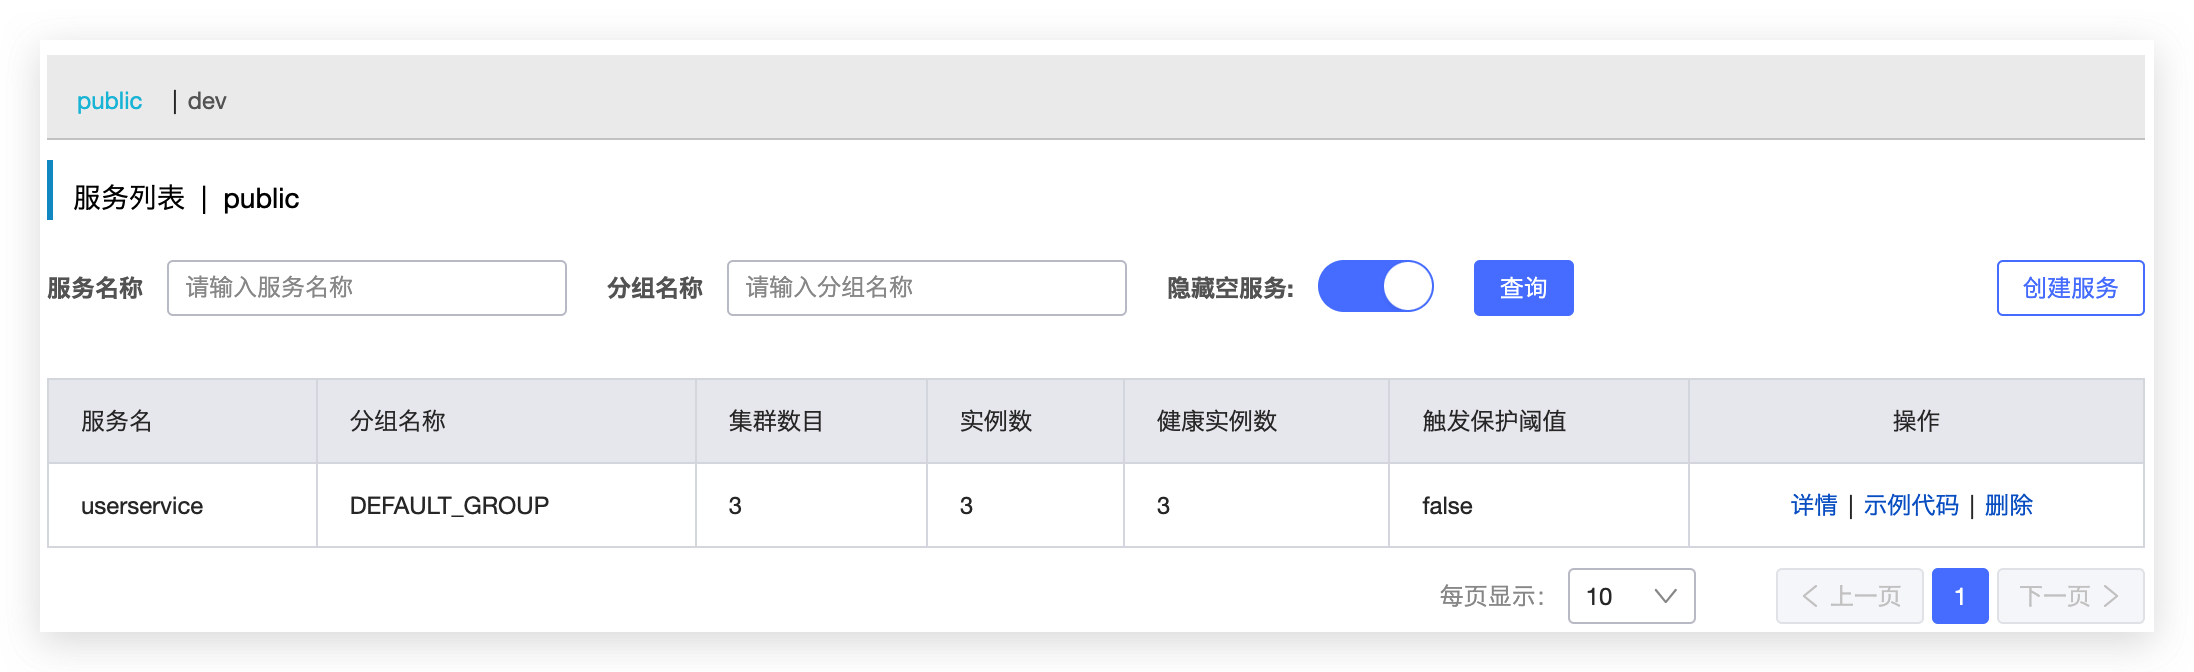 public | dev
服务列表 | public
服务名称 请输入服务名称 分组名称 请输入分组名称 隐藏空服务: 查询 创建服务
服务名 分组名称 集群数目 实例数 健康实例数 触发保护阈值 操作
userservice DEFAULT_GROUP 3 3 3 false 详情 | 示例代码 | 删除
每页显示: 10 上一页 1 下一页